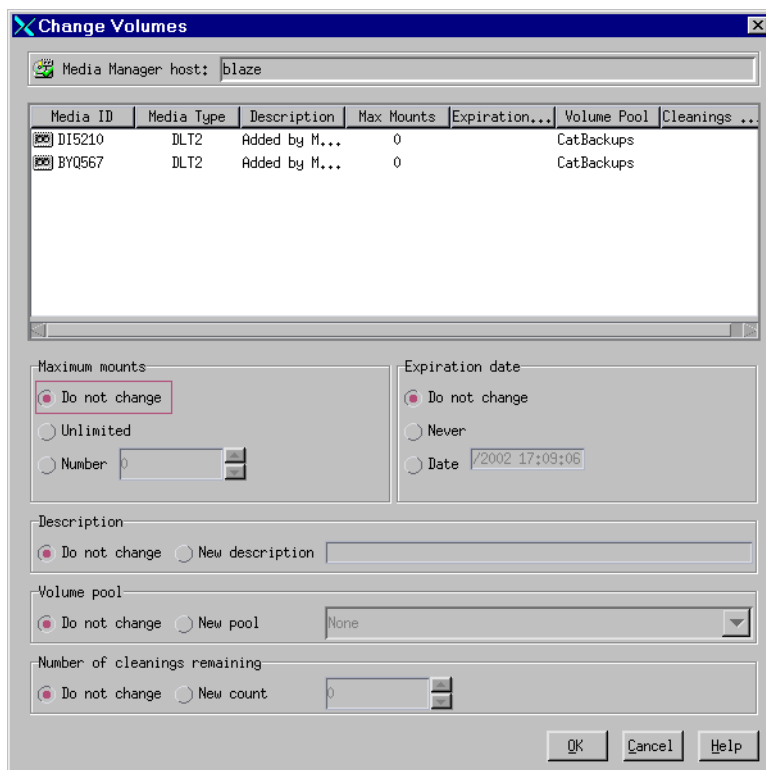 Change Volumes
Media Manager host: blaze
Media ID Media Type Description Max Mounts Expiration... Volume Pool Cleanings ...
DI5210 DLT2 Added by M... 0 CatBackups
BYQ567 DLT2 Added by M... 0 CatBackups
Maximum mounts
Do not change
Unlimited
Number 0
Expiration date
Do not change
Never
Date /2002 17:09:06
Description
Do not change New description
Volume pool
Do not change New pool None
Number of cleanings remaining
Do not change New count 0
OK Cancel Help